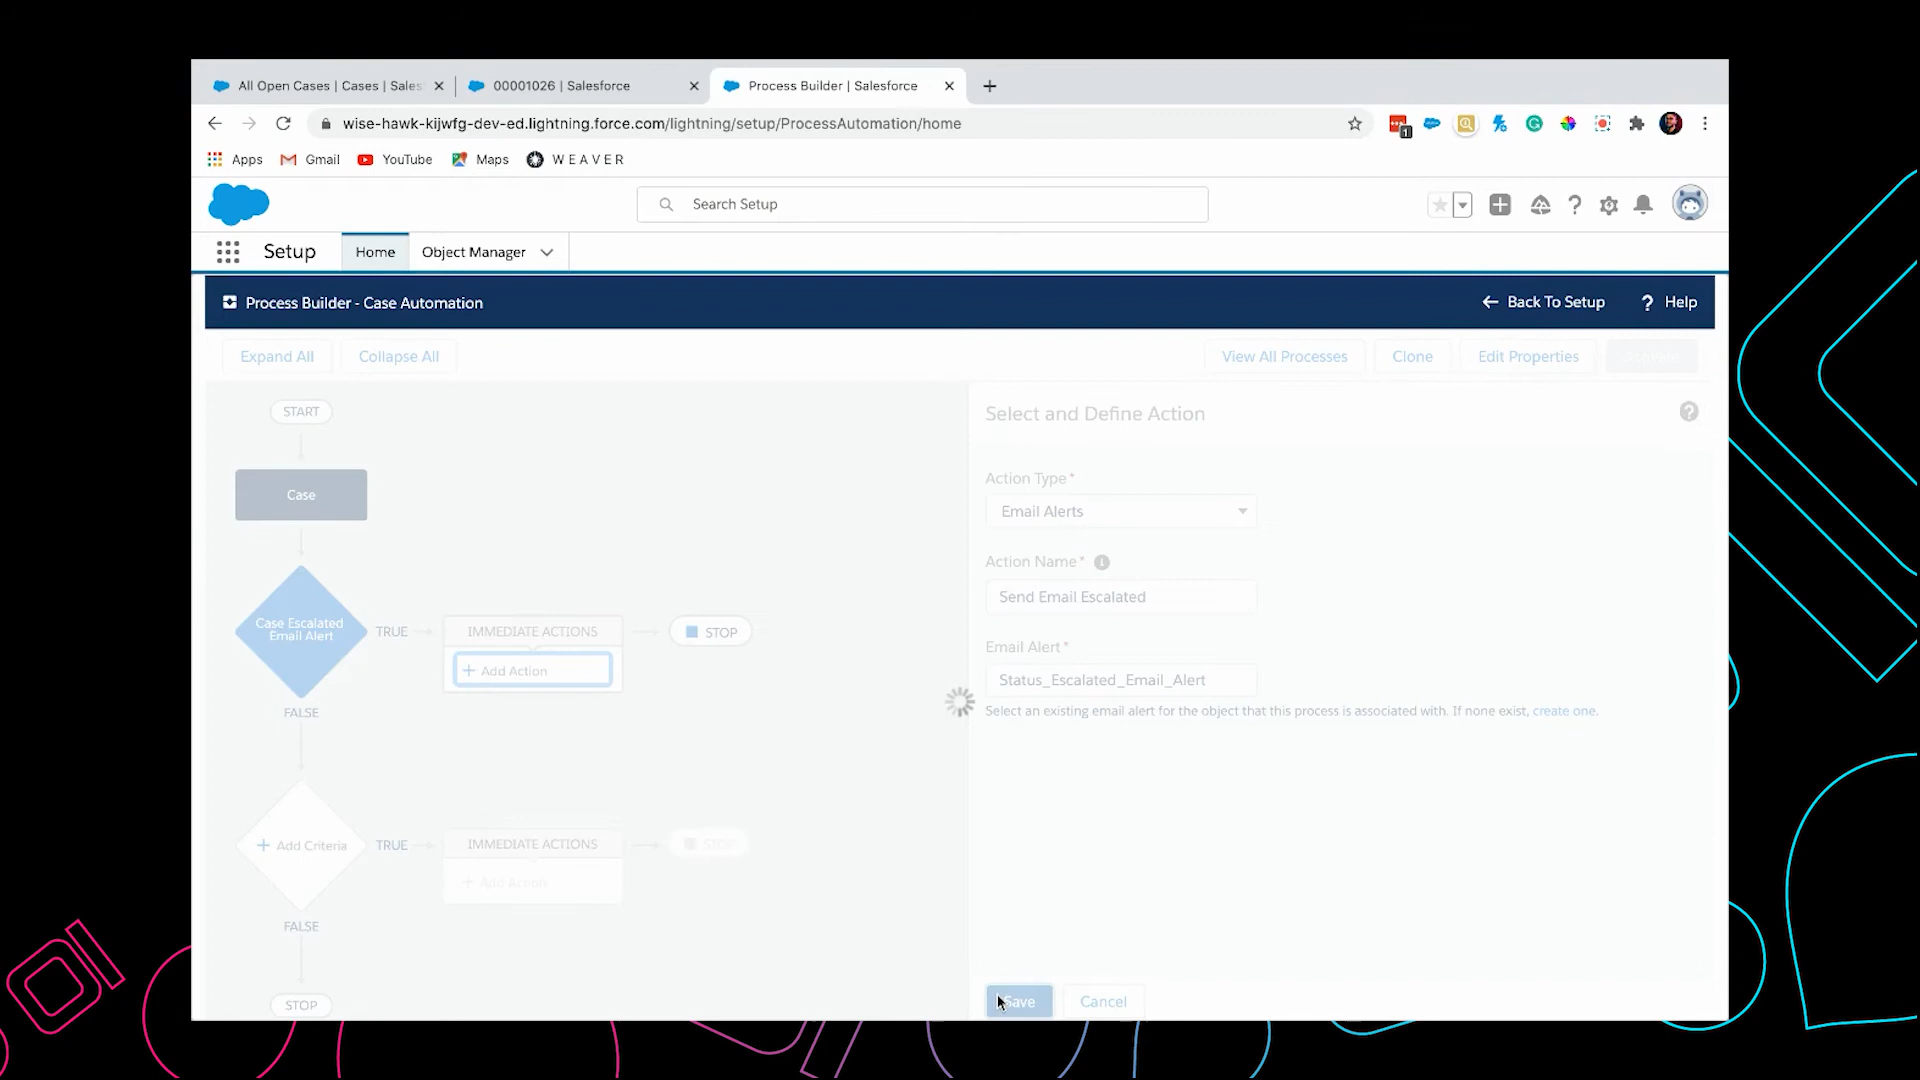 All Open Cases | Cases | Sales
00001026 | Salesforce
Process Builder | Salesforce
wise-hawk-kijwfg-dev-ed.lightning.force.com/lightning/setup/ProcessAutomation/home
1
Apps
Gmail
YouTube
Maps
WEAVER
Search Setup
Setup
Home
Object Manager
Process Builder - Case Automation
Back To Setup
? Help
Expand All
Collapse All
View All Processes
Clone
Edit Properties
START
Select and Define Action
Action Type*
Case
Email Alerts
Action Name*
Send Email Escalated
Case Escalated
Email Alert
TRUE
IMMEDIATE ACTIONS
STOP
Email Alert*
+ Add Action
Status_Escalated_Email_Alert
FALSE
Select an existing email alert for the object that this process is associated with. If none exist, create one.
+ Add Criteria
TRUE
IMMEDIATE ACTIONS
STOP
+ Add Action
FALSE
STOP
Save
Cancel